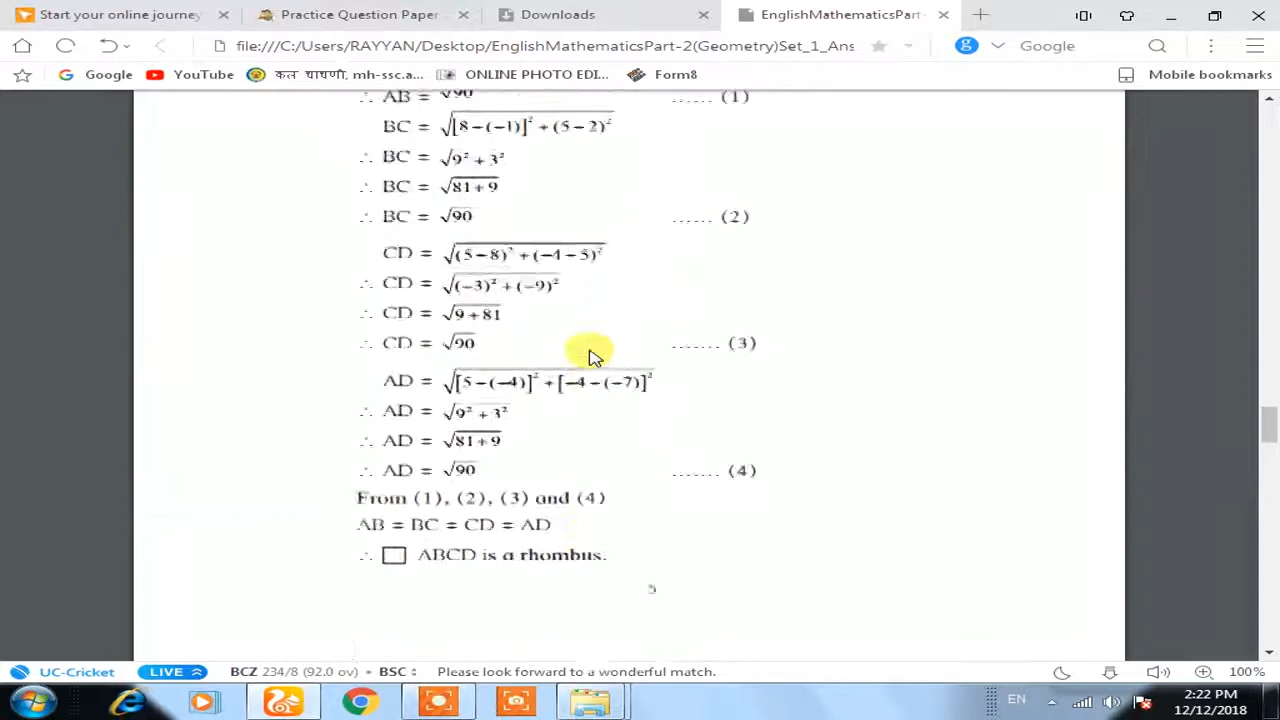 Start your online journey
Practice Question Paper
Downloads
EnglishMathematicsPart-
file:///C:/Users/RAYYAN/Desktop/EnglishMathematicsPart-2(Geometry)Set_1_Ans
Google
Google
YouTube
mh-ssc.a...
ONLINE PHOTO EDI...
Form8
Mobile bookmarks
∴ AB = √90 ...... (1)
BC = √[8−(−1)]² + (5−2)²
∴ BC = √9² + 3²
∴ BC = √81+9
∴ BC = √90 ...... (2)
CD = √(5−8)² + (−4−5)²
∴ CD = √(−3)² + (−9)²
∴ CD = √9+81
∴ CD = √90 ....... (3)
AD = √[5−(−4)]² + [−4−(−7)]²
∴ AD = √9² + 3²
∴ AD = √81+9
∴ AD = √90 ....... (4)
From (1), (2), (3) and (4)
AB = BC = CD = AD
∴ □ ABCD is a rhombus.
5
UC-Cricket LIVE BCZ 234/8 (92.0 ov) • BSC : Please look forward to a wonderful match. 100%
EN
2:22 PM
12/12/2018